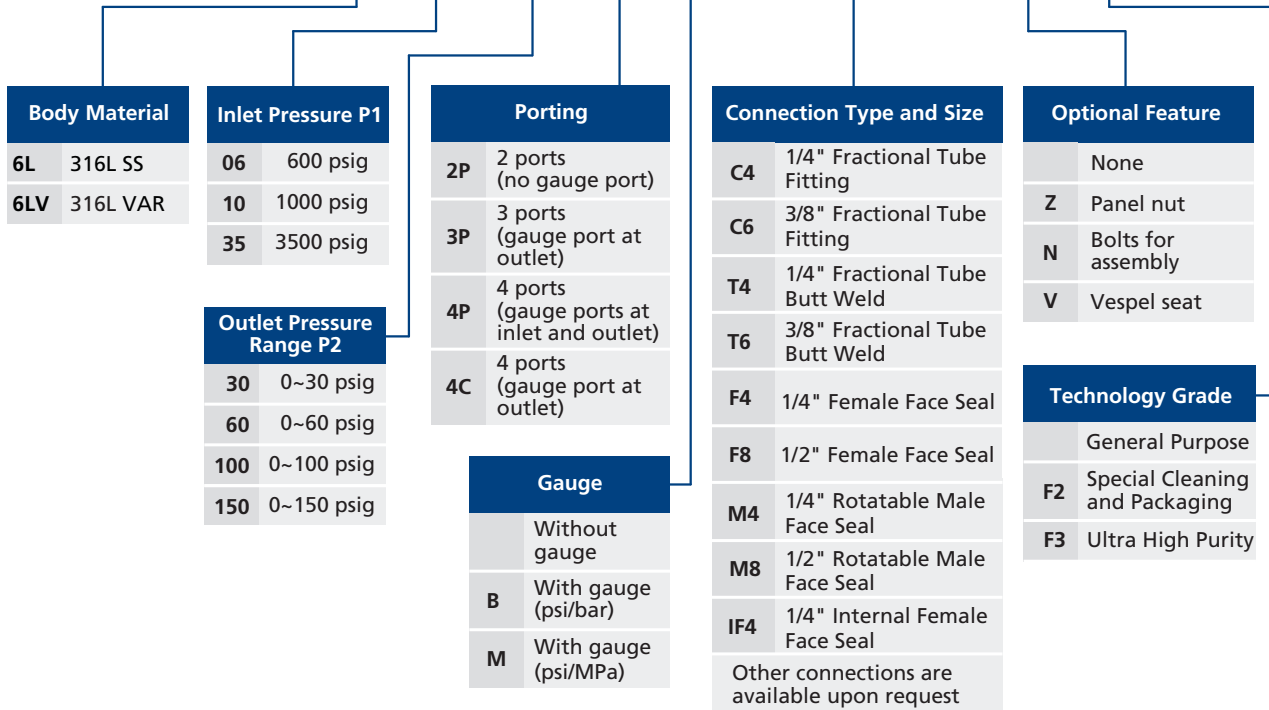 Body Material
6L 316L SS
6LV 316L VAR
Inlet Pressure P1
06 600 psig
10 1000 psig
35 3500 psig
Outlet Pressure
Range P2
30 0~30 psig
60 0~60 psig
100 0~100 psig
150 0~150 psig
Porting
2P 2 ports
(no gauge port)
3P 3 ports
(gauge port at
outlet)
4P 4 ports
(gauge ports at
inlet and outlet)
4C 4 ports
(gauge port at
outlet)
Gauge
Without
gauge
B With gauge
(psi/bar)
M With gauge
(psi/MPa)
Connection Type and Size
C4 1/4" Fractional Tube
Fitting
C6 3/8" Fractional Tube
Fitting
T4 1/4" Fractional Tube
Butt Weld
T6 3/8" Fractional Tube
Butt Weld
F4 1/4" Female Face Seal
F8 1/2" Female Face Seal
M4 1/4" Rotatable Male
Face Seal
M8 1/2" Rotatable Male
Face Seal
IF4 1/4" Internal Female
Face Seal
Other connections are
available upon request
Optional Feature
None
Z Panel nut
N Bolts for
assembly
V Vespel seat
Technology Grade
General Purpose
F2 Special Cleaning
and Packaging
F3 Ultra High Purity